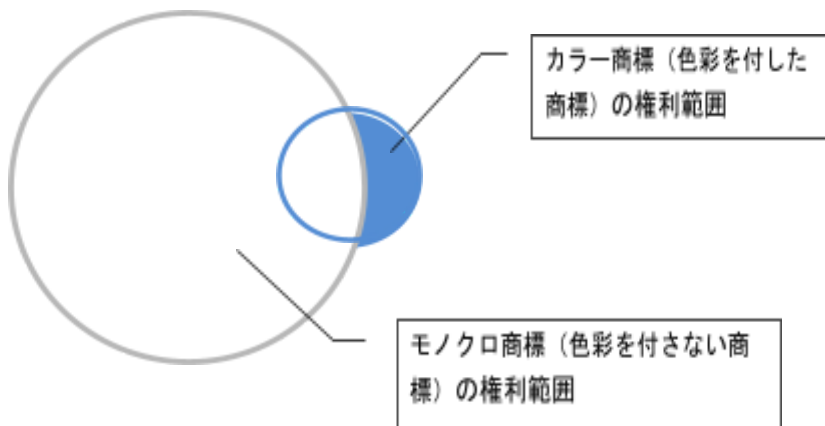 カラー商標（色彩を付した
商標）の権利範囲
モノクロ商標（色彩を付さない商
標）の権利範囲